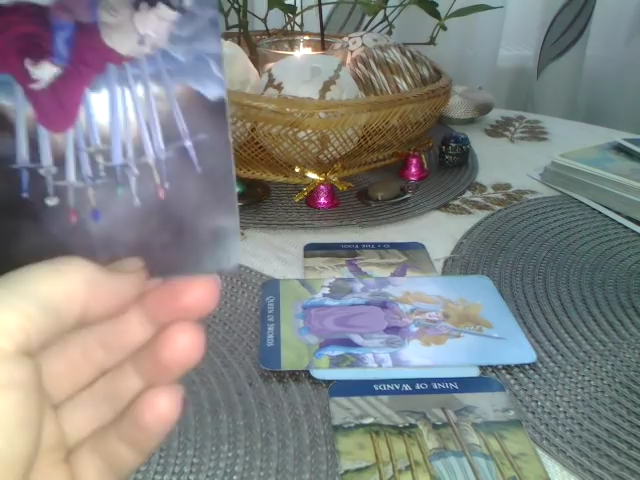 0 • THE FOOL
QUEEN OF SWORDS
NINE OF WANDS